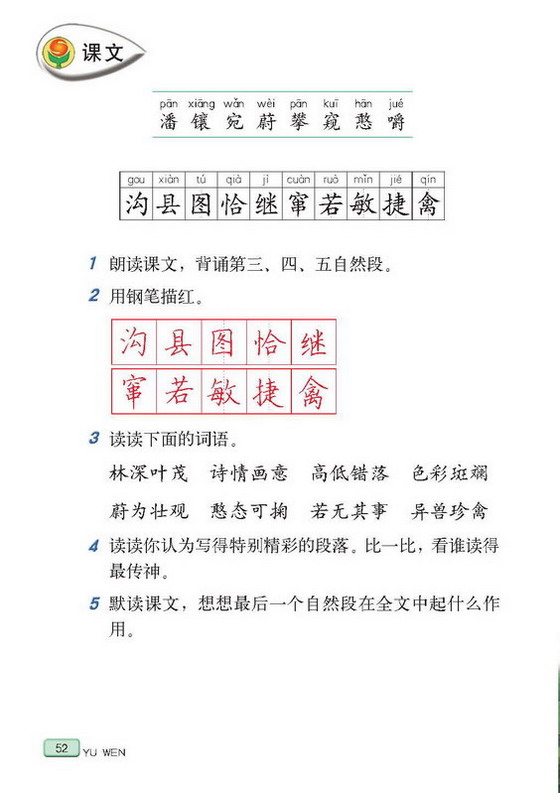 课文
pān xiāng wǎn wèi pān kuī hān jué
潘 镶 宛 蔚 攀 窥 憨 嚼
gou xiàn tú qià jì cuàn ruò mǐn jié qín
沟 县 图 恰 继 窜 若 敏 捷 禽
1 朗读课文，背诵第三、四、五自然段。
2 用钢笔描红。
沟 县 图 恰 继
窜 若 敏 捷 禽
3 读读下面的词语。
林深叶茂 诗情画意 高低错落 色彩斑斓
蔚为壮观 憨态可掬 若无其事 异兽珍禽
4 读读你认为写得特别精彩的段落。比一比，看谁读得
最传神。
5 默读课文，想想最后一个自然段在全文中起什么作
用。
52 YU WEN